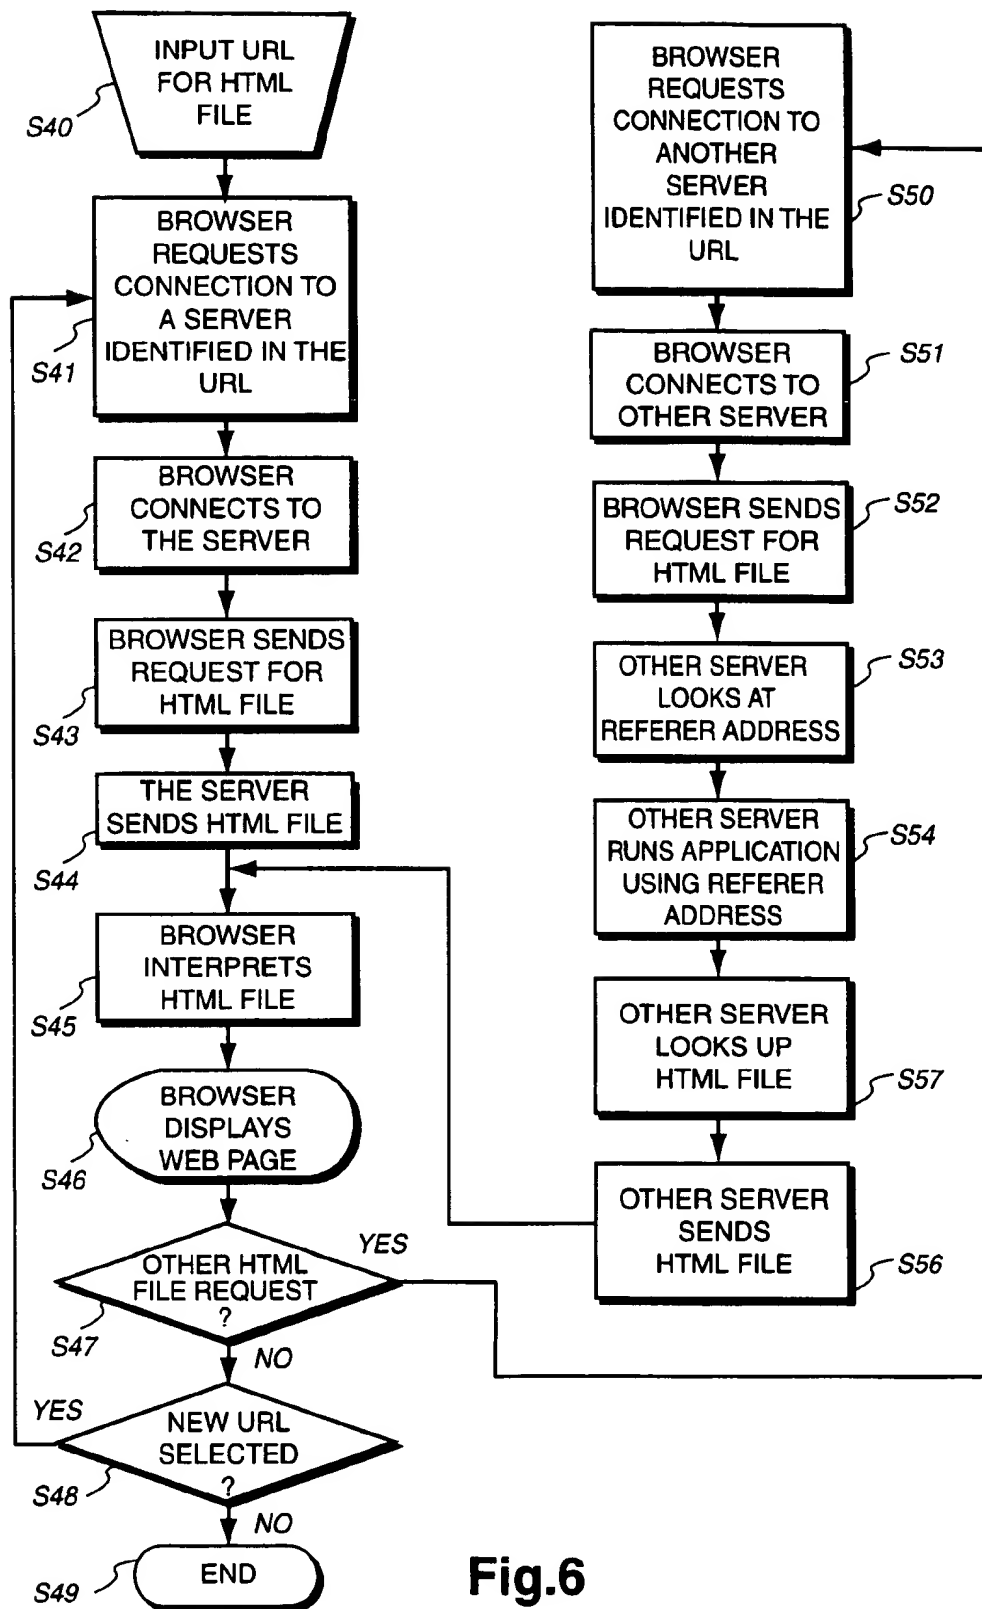 INPUT URL
FOR HTML
FILE
S40
BROWSER
REQUESTS
CONNECTION TO
A SERVER
IDENTIFIED IN THE
URL
S41
BROWSER
CONNECTS TO
THE SERVER
S42
BROWSER SENDS
REQUEST FOR
HTML FILE
S43
THE SERVER
SENDS HTML FILE
S44
BROWSER
INTERPRETS
HTML FILE
S45
BROWSER
DISPLAYS
WEB PAGE
S46
OTHER HTML
FILE REQUEST
?
YES
S47
NO
NEW URL
SELECTED
?
YES
S48
NO
END
S49
BROWSER
REQUESTS
CONNECTION TO
ANOTHER
SERVER
IDENTIFIED IN THE
URL
S50
BROWSER
CONNECTS TO
OTHER SERVER
S51
BROWSER SENDS
REQUEST FOR
HTML FILE
S52
OTHER SERVER
LOOKS AT
REFERER ADDRESS
S53
OTHER SERVER
RUNS APPLICATION
USING REFERER
ADDRESS
S54
OTHER SERVER
LOOKS UP
HTML FILE
S57
OTHER SERVER
SENDS
HTML FILE
S56
Fig.6